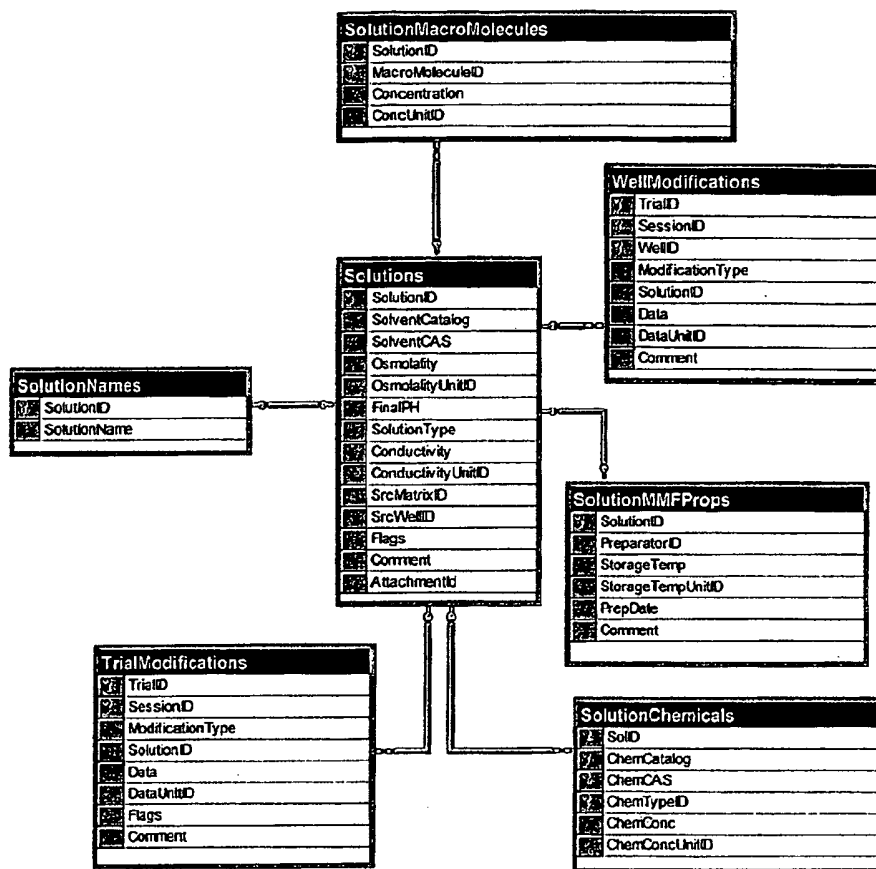 SolutionMacroMolecules
SolutionID
MacroMoleculeID
Concentration
ConcUnitID
WellModifications
TrialID
SessionID
WellID
ModificationType
SolutionID
Data
DataUnitID
Comment
Solutions
SolutionID
SolventCatalog
SolventCAS
Osmolality
OsmolalityUnitID
FinalPH
SolutionType
Conductivity
ConductivityUnitID
SrcMatrixID
SrcWellID
Flags
Comment
AttachmentId
SolutionNames
SolutionID
SolutionName
SolutionMMFProps
SolutionID
PreparatorID
StorageTemp
StorageTempUnitID
PrepDate
Comment
TrialModifications
TrialID
SessionID
ModificationType
SolutionID
Data
DataUnitID
Flags
Comment
SolutionChemicals
SolID
ChemCatalog
ChemCAS
ChemTypeID
ChemConc
ChemConcUnitID